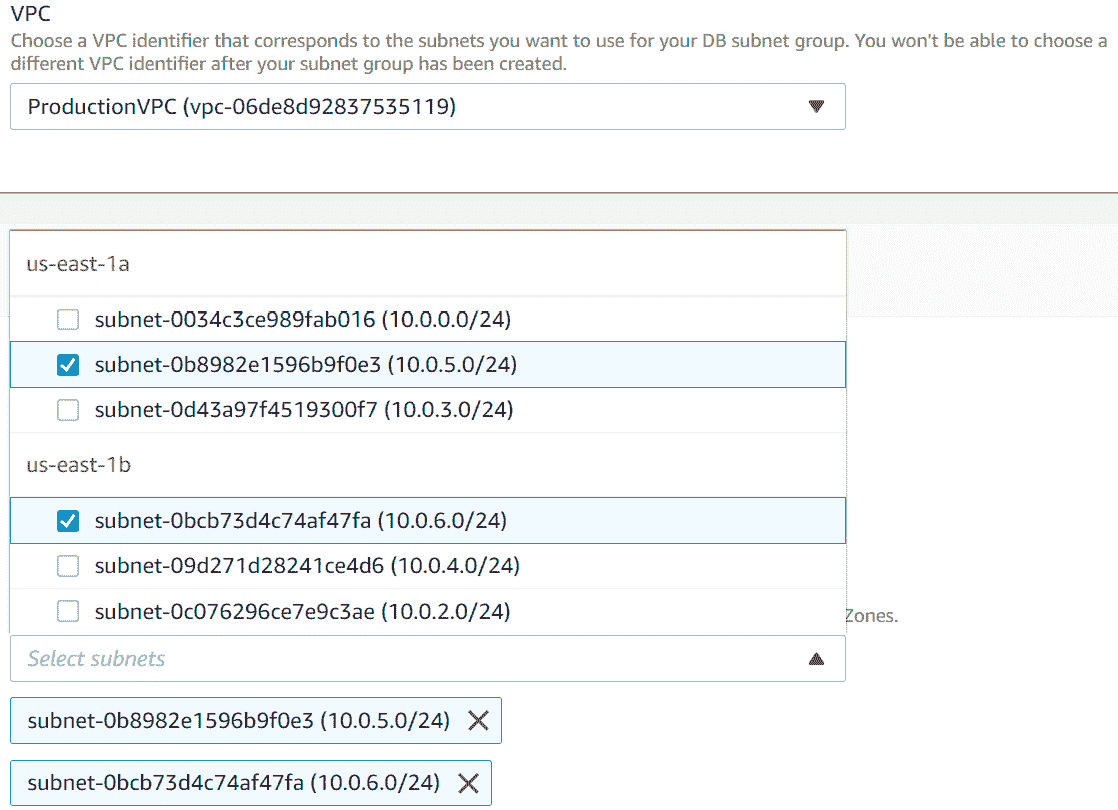 VPC
Choose a VPC identifier that corresponds to the subnets you want to use for your DB subnet group. You won't be able to choose a
different VPC identifier after your subnet group has been created.
ProductionVPC (vpc-06de8d92837535119)
us-east-1a
subnet-0034c3ce989fab016 (10.0.0.0/24)
subnet-0b8982e1596b9f0e3 (10.0.5.0/24)
subnet-0d43a97f4519300f7 (10.0.3.0/24)
us-east-1b
subnet-0bcb73d4c74af47fa (10.0.6.0/24)
subnet-09d271d28241ce4d6 (10.0.4.0/24)
subnet-0c076296ce7e9c3ae (10.0.2.0/24)
Zones.
Select subnets
subnet-0b8982e1596b9f0e3 (10.0.5.0/24)
subnet-0bcb73d4c74af47fa (10.0.6.0/24)